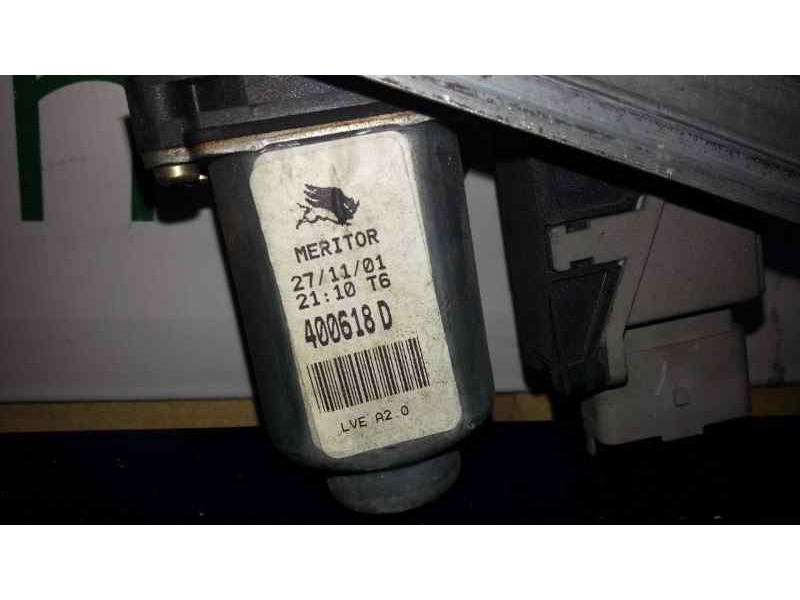 MERITOR
27/11/01
21:10 T6
400618 D
LVE A2.0